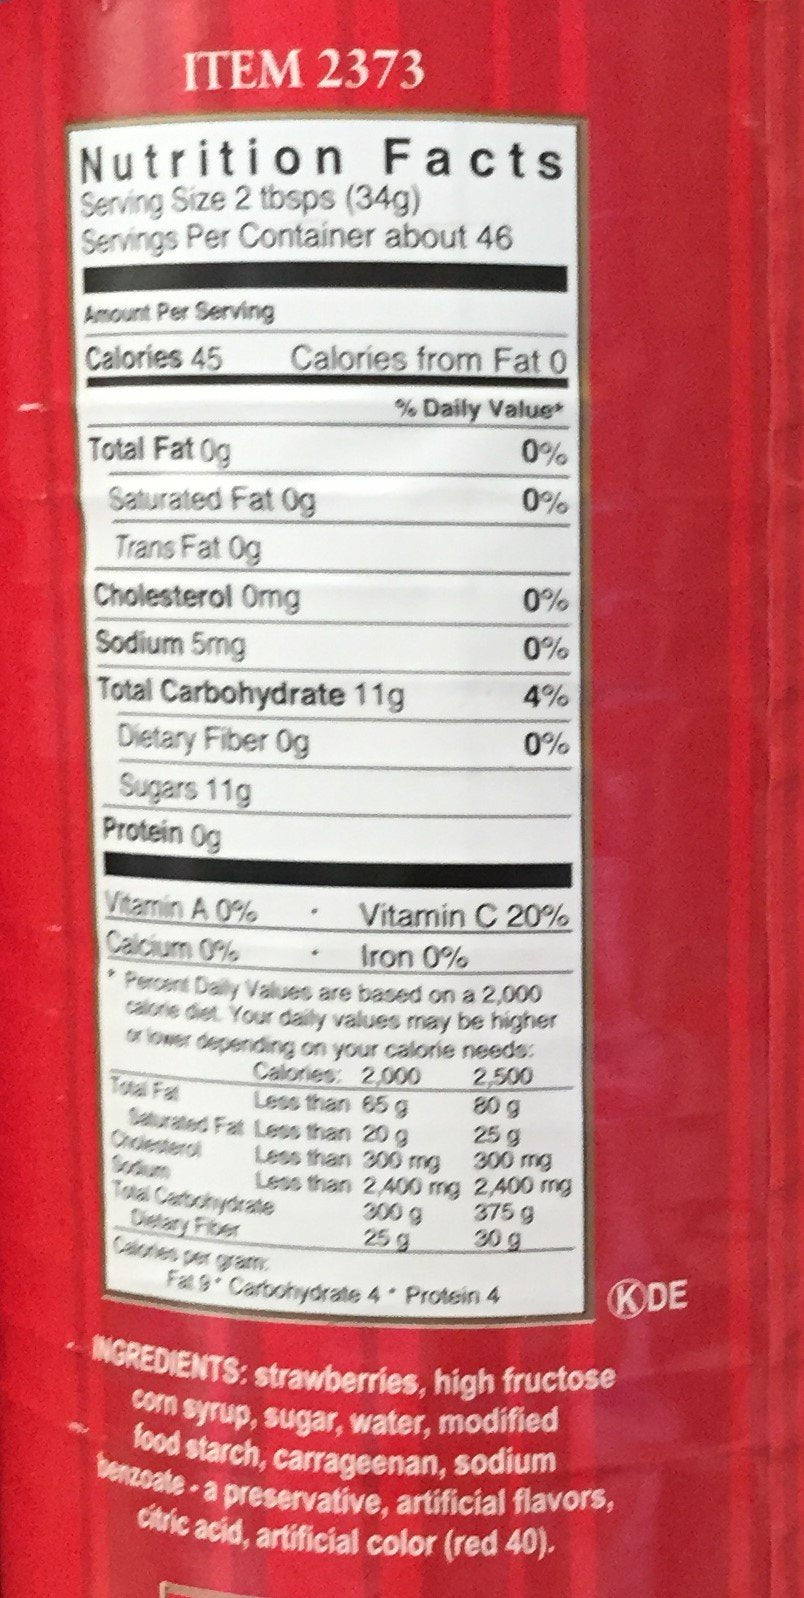 ITEM 2373
Nutrition Facts
Serving Size 2 tbsps (34g)
Servings Per Container about 46
Amount Per Serving
Calories 45 Calories from Fat 0
% Daily Value*
Total Fat 0g 0%
Saturated Fat 0g 0%
Trans Fat 0g
Cholesterol 0mg 0%
Sodium 5mg 0%
Total Carbohydrate 11g 4%
Dietary Fiber 0g 0%
Sugars 11g
Protein 0g
Vitamin A 0% • Vitamin C 20%
Calcium 0% • Iron 0%
* Percent Daily Values are based on a 2,000
calorie diet. Your daily values may be higher
or lower depending on your calorie needs:
Calories: 2,000 2,500
Total Fat Less than 65 g 80 g
Saturated Fat Less than 20 g 25 g
Cholesterol Less than 300 mg 300 mg
Sodium Less than 2,400 mg 2,400 mg
Total Carbohydrate 300 g 375 g
Dietary Fiber 25 g 30 g
Calories per gram:
Fat 9 • Carbohydrate 4 • Protein 4
K DE
INGREDIENTS: strawberries, high fructose
corn syrup, sugar, water, modified
food starch, carrageenan, sodium
benzoate - a preservative, artificial flavors,
citric acid, artificial color (red 40).